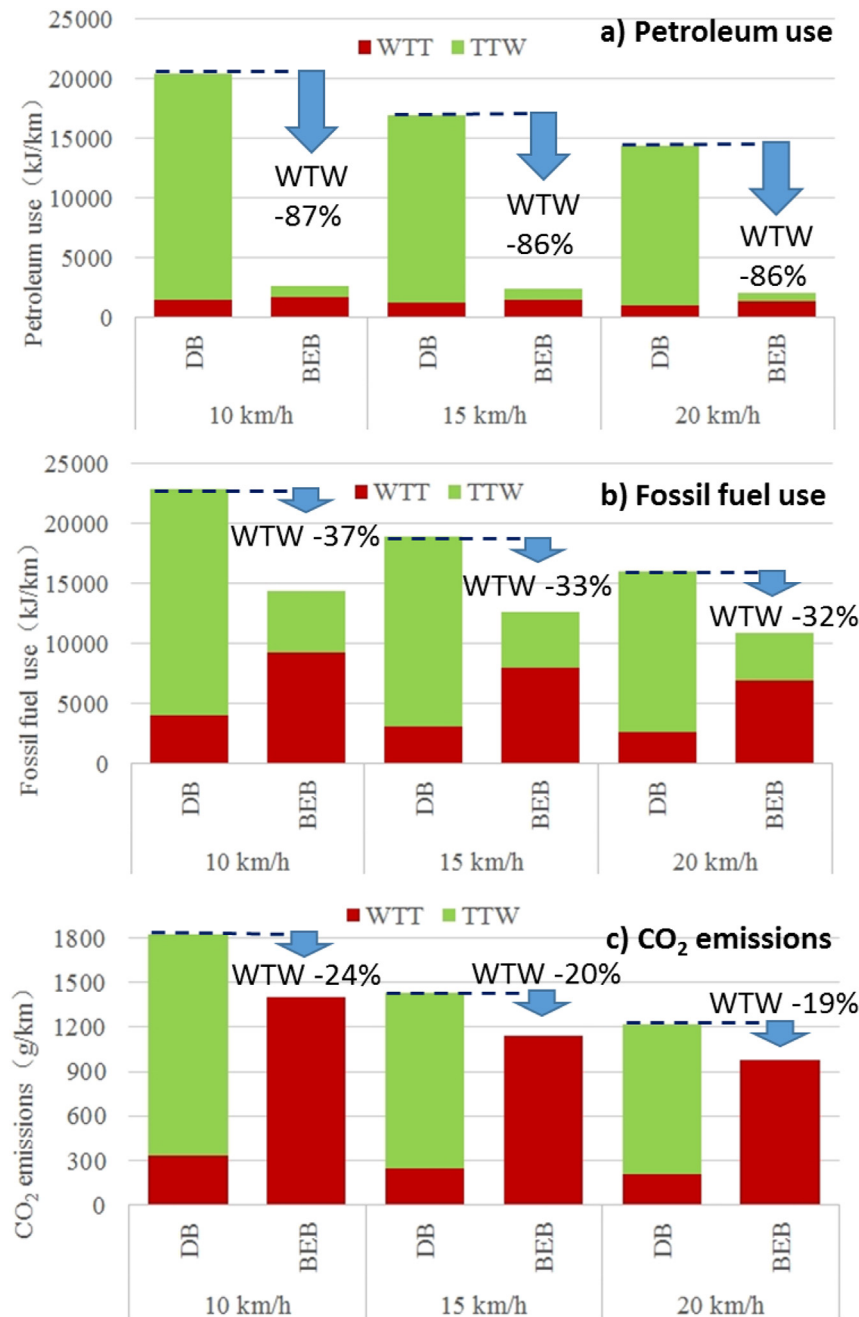 25000
a) Petroleum use
WTT TTW
20000
15000
10000
5000
0
Petroleum use（kJ/km）
WTW
-87%
WTW
-86%
WTW
-86%
DB BEB DB BEB DB BEB
10 km/h 15 km/h 20 km/h
25000
WTT TTW
b) Fossil fuel use
20000
15000
10000
5000
0
Fossil fuel use（kJ/km）
WTW -37%
WTW -33%
WTW -32%
DB BEB DB BEB DB BEB
10 km/h 15 km/h 20 km/h
WTT TTW
c) CO₂ emissions
1800
1500
1200
900
600
300
0
CO₂ emissions（g/km）
WTW -24%
WTW -20%
WTW -19%
DB BEB DB BEB DB BEB
10 km/h 15 km/h 20 km/h